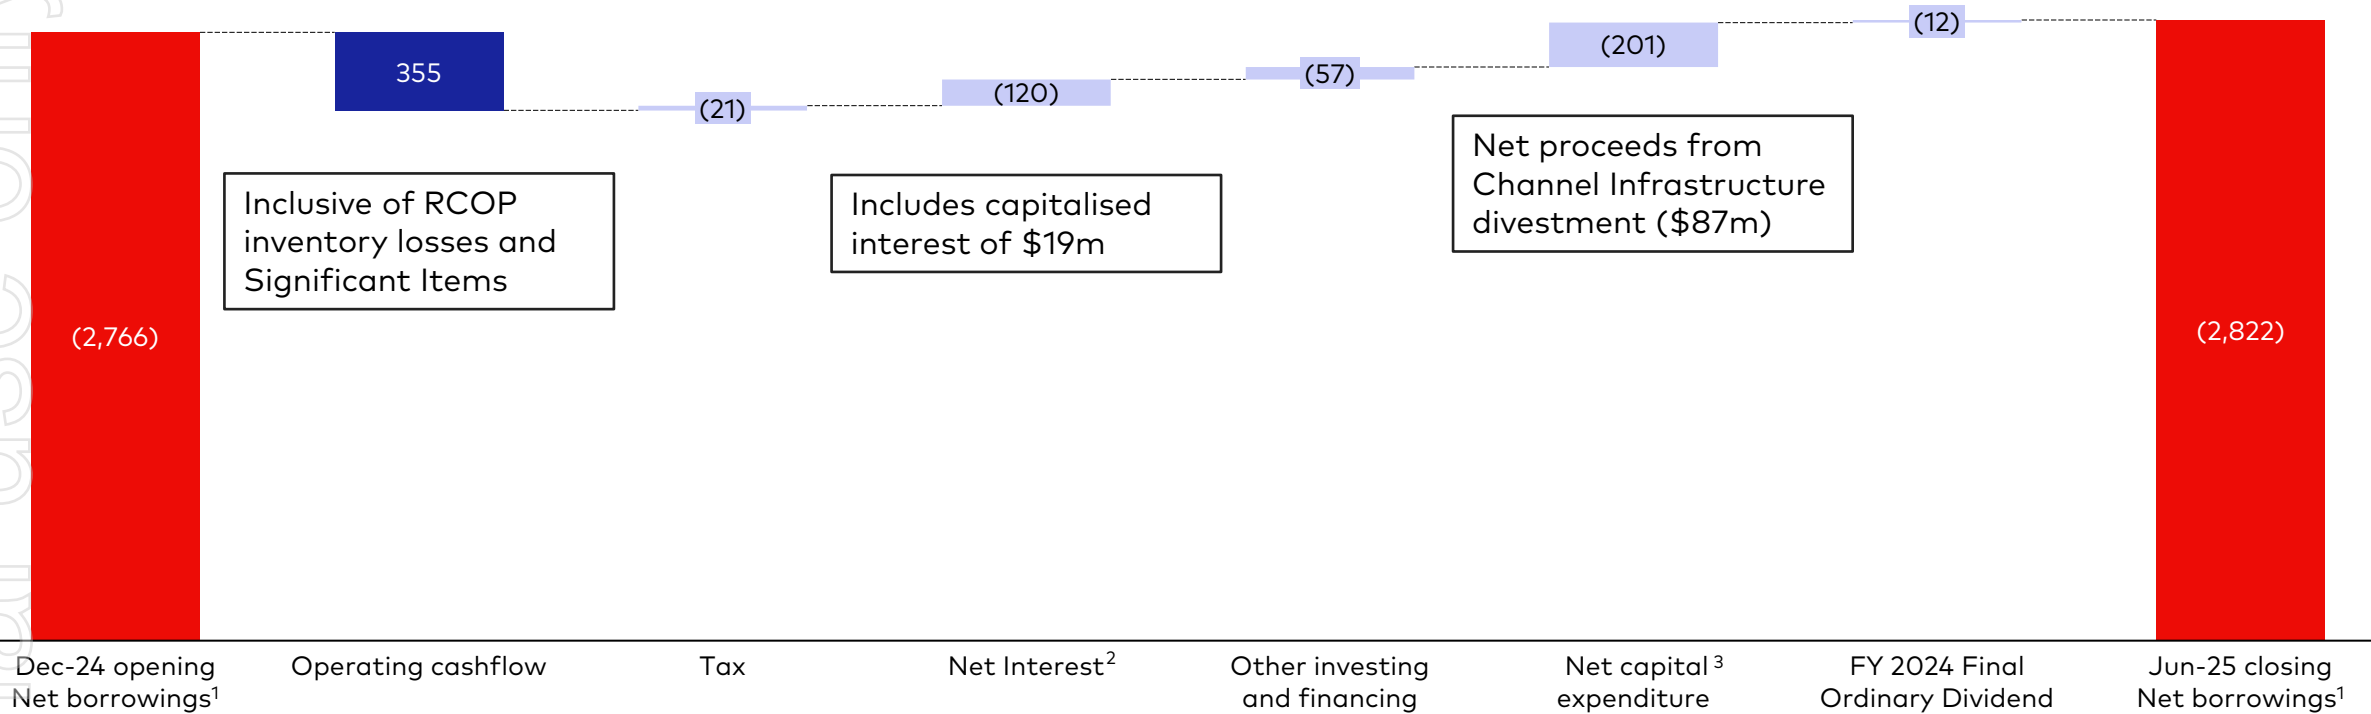 (2,766)
355
(21)
(120)
(57)
(201)
(12)
(2,822)
Inclusive of RCOP
inventory losses and
Significant Items
Includes capitalised
interest of $19m
Net proceeds from
Channel Infrastructure
divestment ($87m)
Dec-24 opening
Net borrowings¹
Operating cashflow
Tax
Net Interest²
Other investing
and financing
Net capital ³
expenditure
FY 2024 Final
Ordinary Dividend
Jun-25 closing
Net borrowings¹